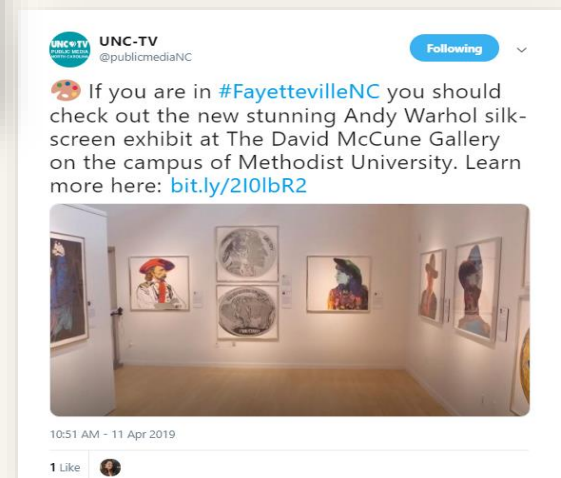 UNC TV
PUBLIC MEDIA
NORTH CAROLINA
UNC-TV
@publicmediaNC
Following
If you are in #FayettevilleNC you should
check out the new stunning Andy Warhol silk-
screen exhibit at The David McCune Gallery
on the campus of Methodist University. Learn
more here: bit.ly/2I0lbR2
10:51 AM - 11 Apr 2019
1 Like